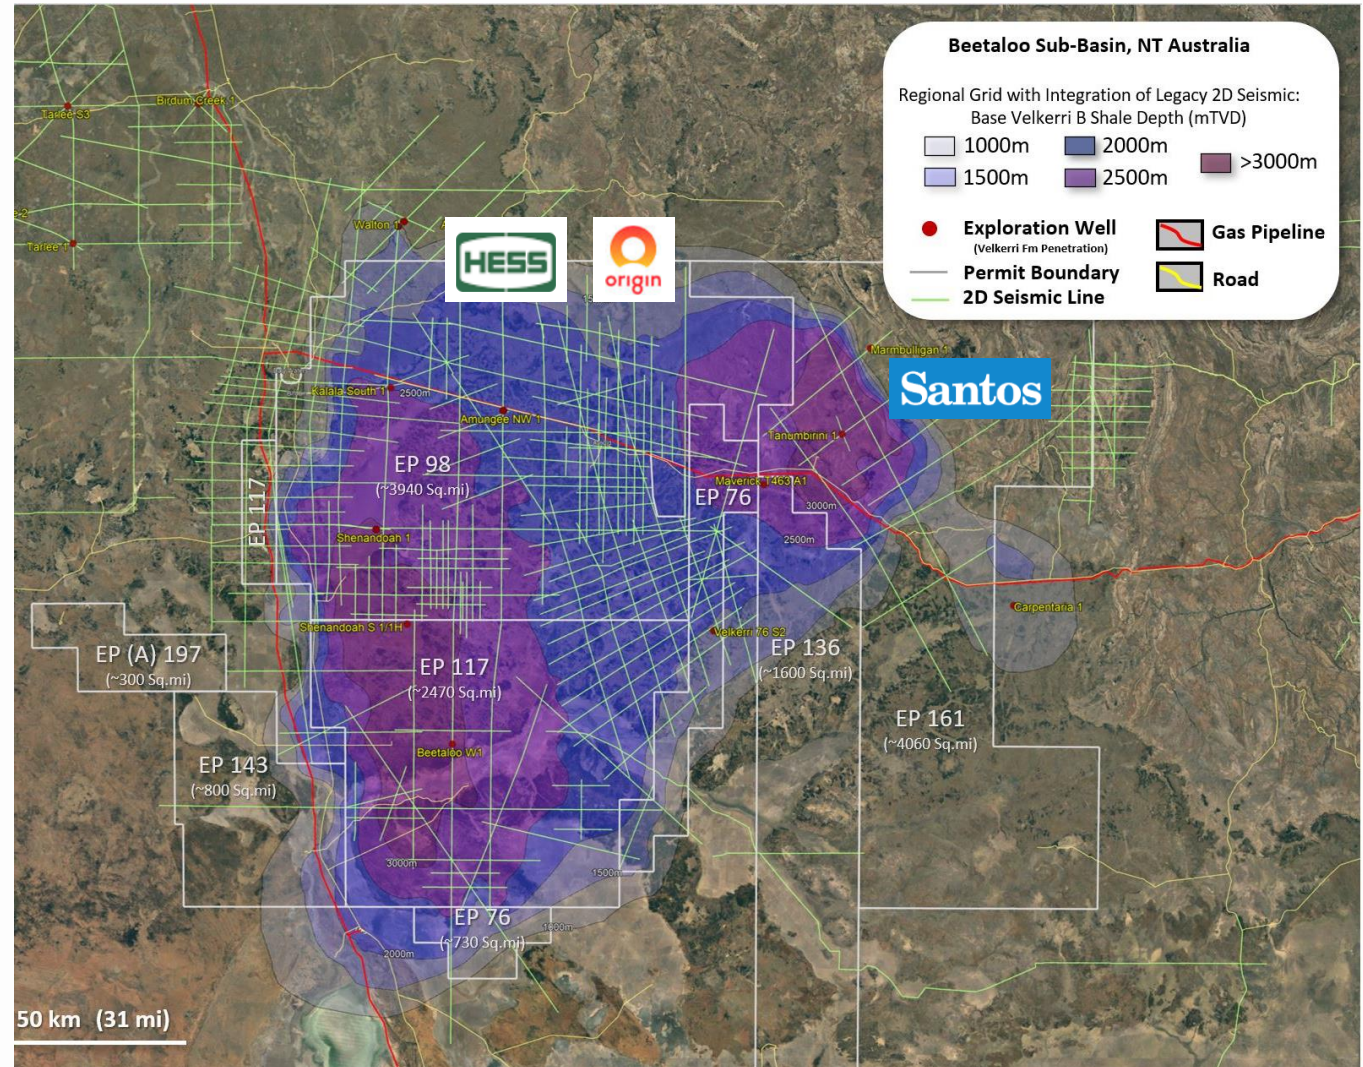 Beetaloo Sub-Basin, NT Australia
Regional Grid with Integration of Legacy 2D Seismic:
Base Velkerri B Shale Depth (mTVD)
1000m
2000m
>3000m
1500m
2500m
Exploration Well
(Velkerri Fm Penetration)
Gas Pipeline
Permit Boundary
Road
2D Seismic Line
Tarlee S3
Birdum Creek 1
Walton 1
Tarlee 1
HESS
origin
Santos
Marmbulligan 1
Kalala South 1
2500m
Amungee NW 1
Tanumbirini 1
EP 98
(~3940 Sq.mi)
Maverick 1463 A1
EP 76
3000m
EP 117
Shenandoah 1
2500m
Carpentaria 1
Shenandoah S 1/1H
Velkerri 76 S2
EP (A) 197
(~300 Sq.mi)
EP 117
(~2470 Sq.mi)
EP 136
(~1600 Sq.mi)
EP 161
(~4060 Sq.mi)
Beetaloo W1
EP 143
(~800 Sq.mi)
3000m
1500m
EP 76
(~730 Sq.mi)
1000m
2000m
50 km (31 mi)